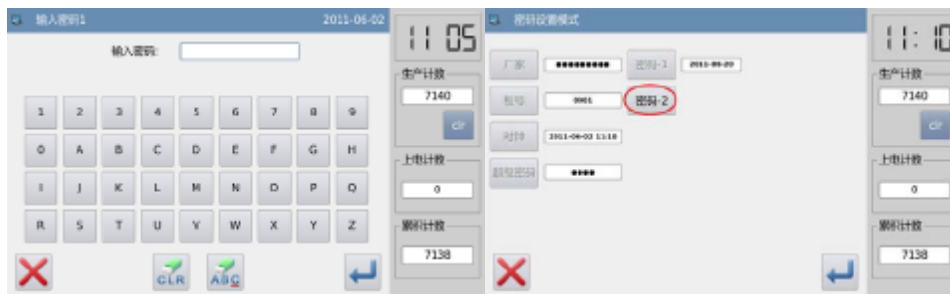 输入密码1 2011-06-02
输入密码:
1 2 3 4 5 6 7 8 9
0 A B C D E F G H
I J K L M N O P Q
R S T U V W X Y Z
CLR ABC
11 05
生产计数
7140
clr
上电计数
0
累积计数
7138
密码设置模式
厂家 ●●●●●●●●● 密码-1 2011-09-20
板号 0001 密码-2
时钟 2011-06-02 11:10
超级密码 ●●●●
11:10
生产计数
7140
clr
上电计数
0
累积计数
7138